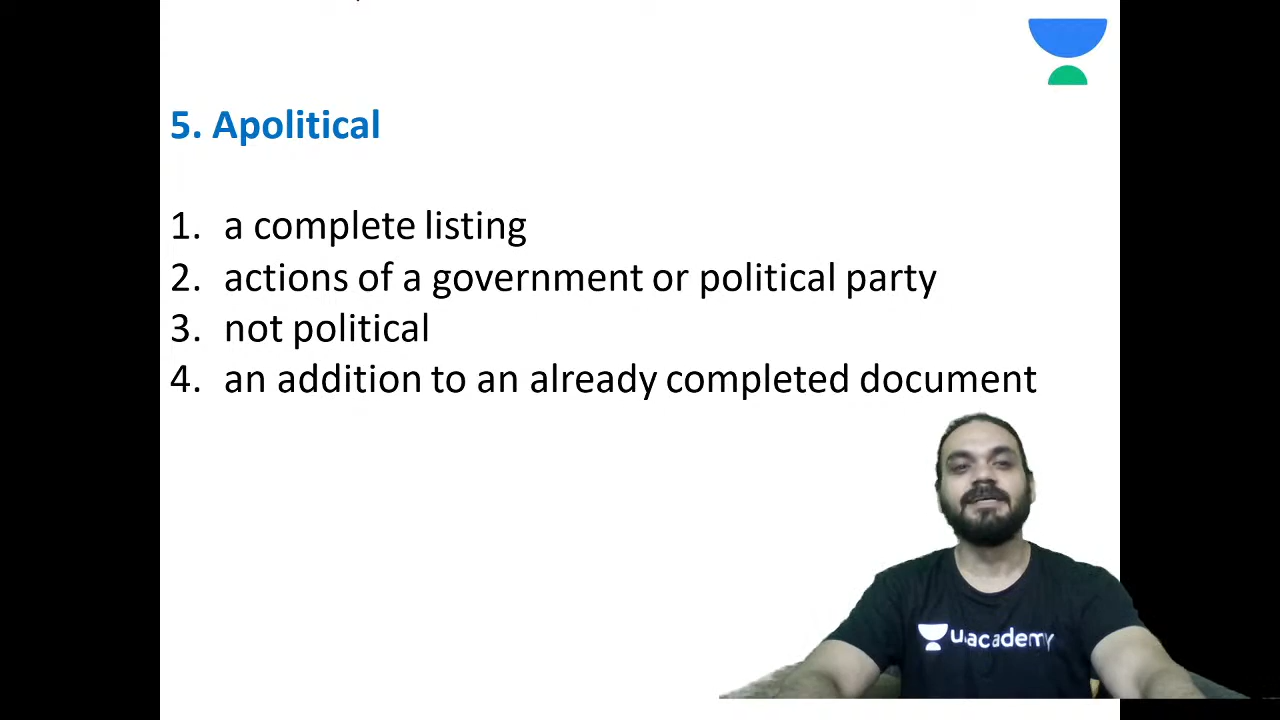 5. Apolitical
1. a complete listing
2. actions of a government or political party
3. not political
4. an addition to an already completed document
unacademy